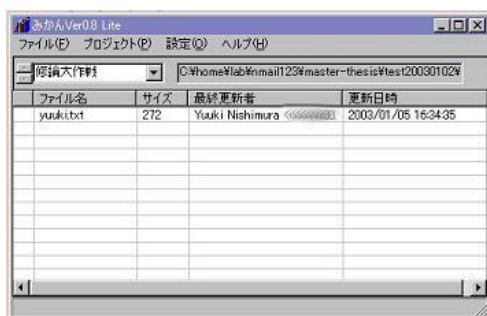 みかんVer0.8 Lite
ファイル(F) プロジェクト(P) 設定(O) ヘルプ(H)
修論大作戦 C:¥home¥lab¥nmail123¥master-thesis¥test20030102¥
ファイル名 サイズ 最終更新者 更新日時
yuuki.txt 272 Yuuki Nishimura 2003/01/05 16:34:35